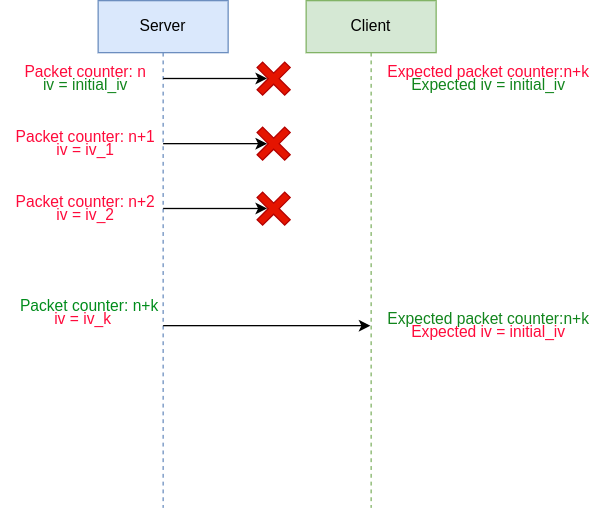 Server
Client
Packet counter: n
iv = initial_iv
Expected packet counter:n+k
Expected iv = initial_iv
Packet counter: n+1
iv = iv_1
Packet counter: n+2
iv = iv_2
Packet counter: n+k
iv = iv_k
Expected packet counter:n+k
Expected iv = initial_iv